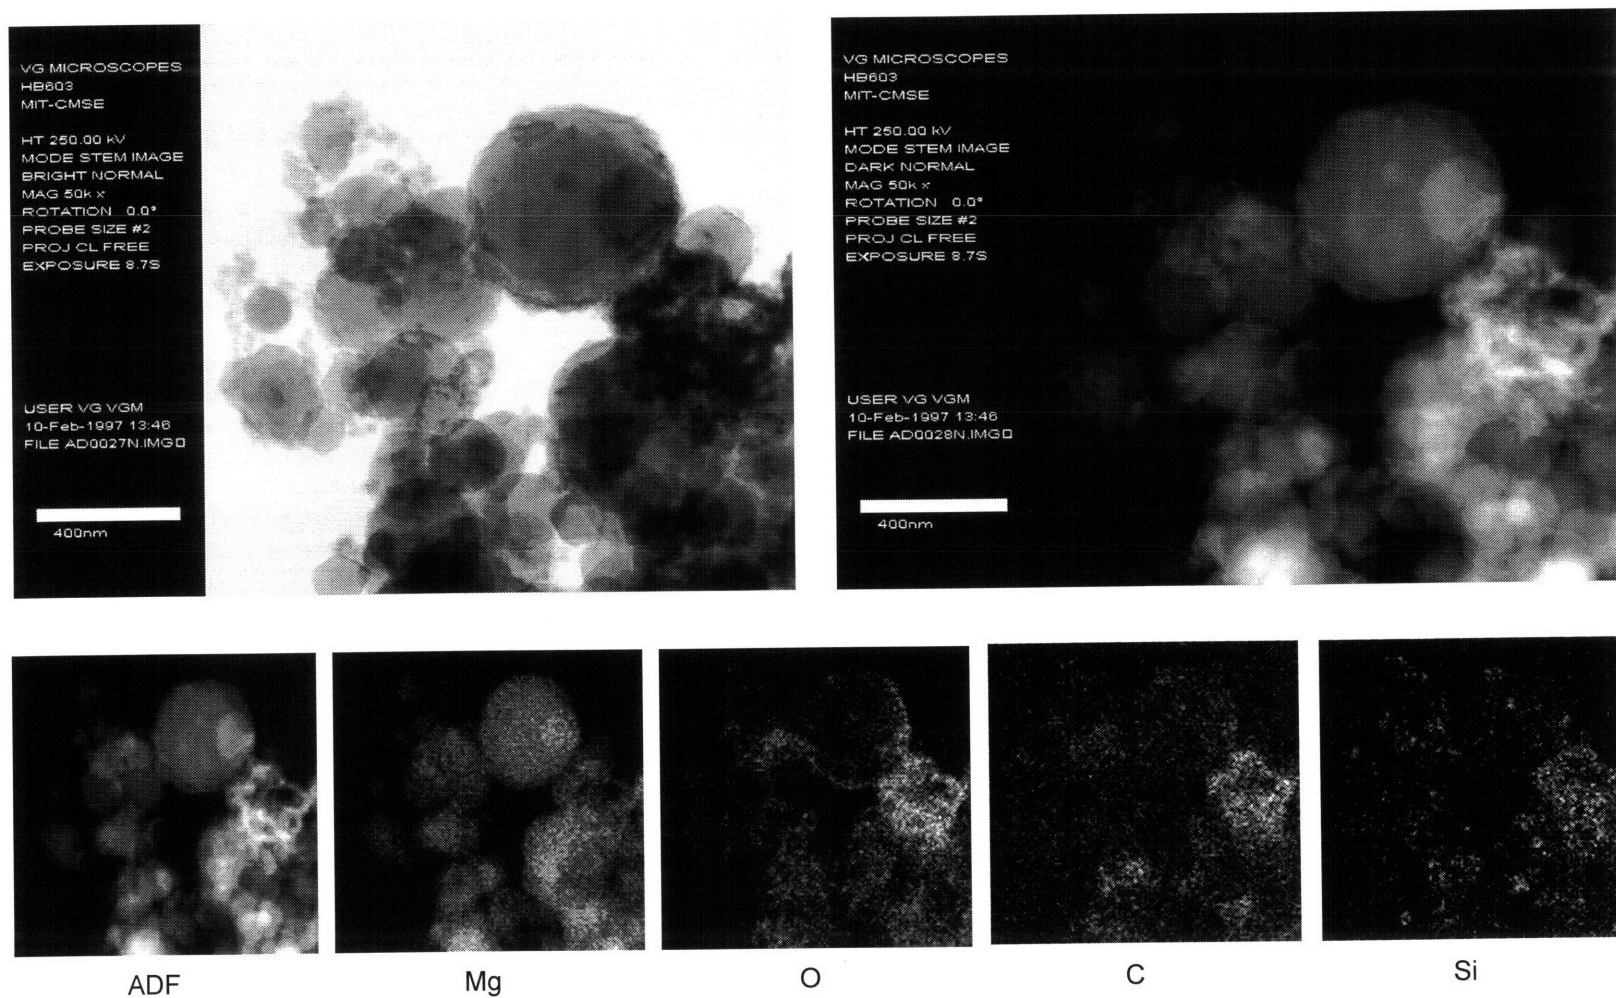 VG MICROSCOPES
HB603
MIT-CMSE
HT 250.00 kV
MODE STEM IMAGE
BRIGHT NORMAL
MAG 50k x
ROTATION 0.0°
PROBE SIZE #2
PROJ CL FREE
EXPOSURE 8.7S
USER VG VGM
10-Feb-1997 13:46
FILE AD0027N.IMG□
400nm
VG MICROSCOPES
HB603
MIT-CMSE
HT 250.00 kV
MODE STEM IMAGE
DARK NORMAL
MAG 50k x
ROTATION 0.0°
PROBE SIZE #2
PROJ CL FREE
EXPOSURE 8.7S
USER VG VGM
10-Feb-1997 13:46
FILE AD0028N.IMG□
400nm
ADF
Mg
O
C
Si